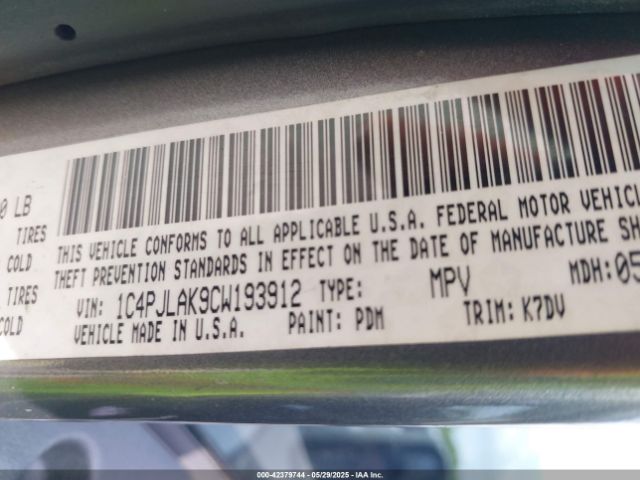 0 LB
TIRES
COLD
TIRES
COLD
THIS VEHICLE CONFORMS TO ALL APPLICABLE U.S.A. FEDERAL MOTOR VEHICL
THEFT PREVENTION STANDARDS IN EFFECT ON THE DATE OF MANUFACTURE SH
VIN: 1C4PJLAK9CW193912 TYPE: MPV MDH:05
VEHICLE MADE IN U.S.A. PAINT: PDM TRIM: K7DV
00-42379744 — 05/29/2025 — IAA Inc.